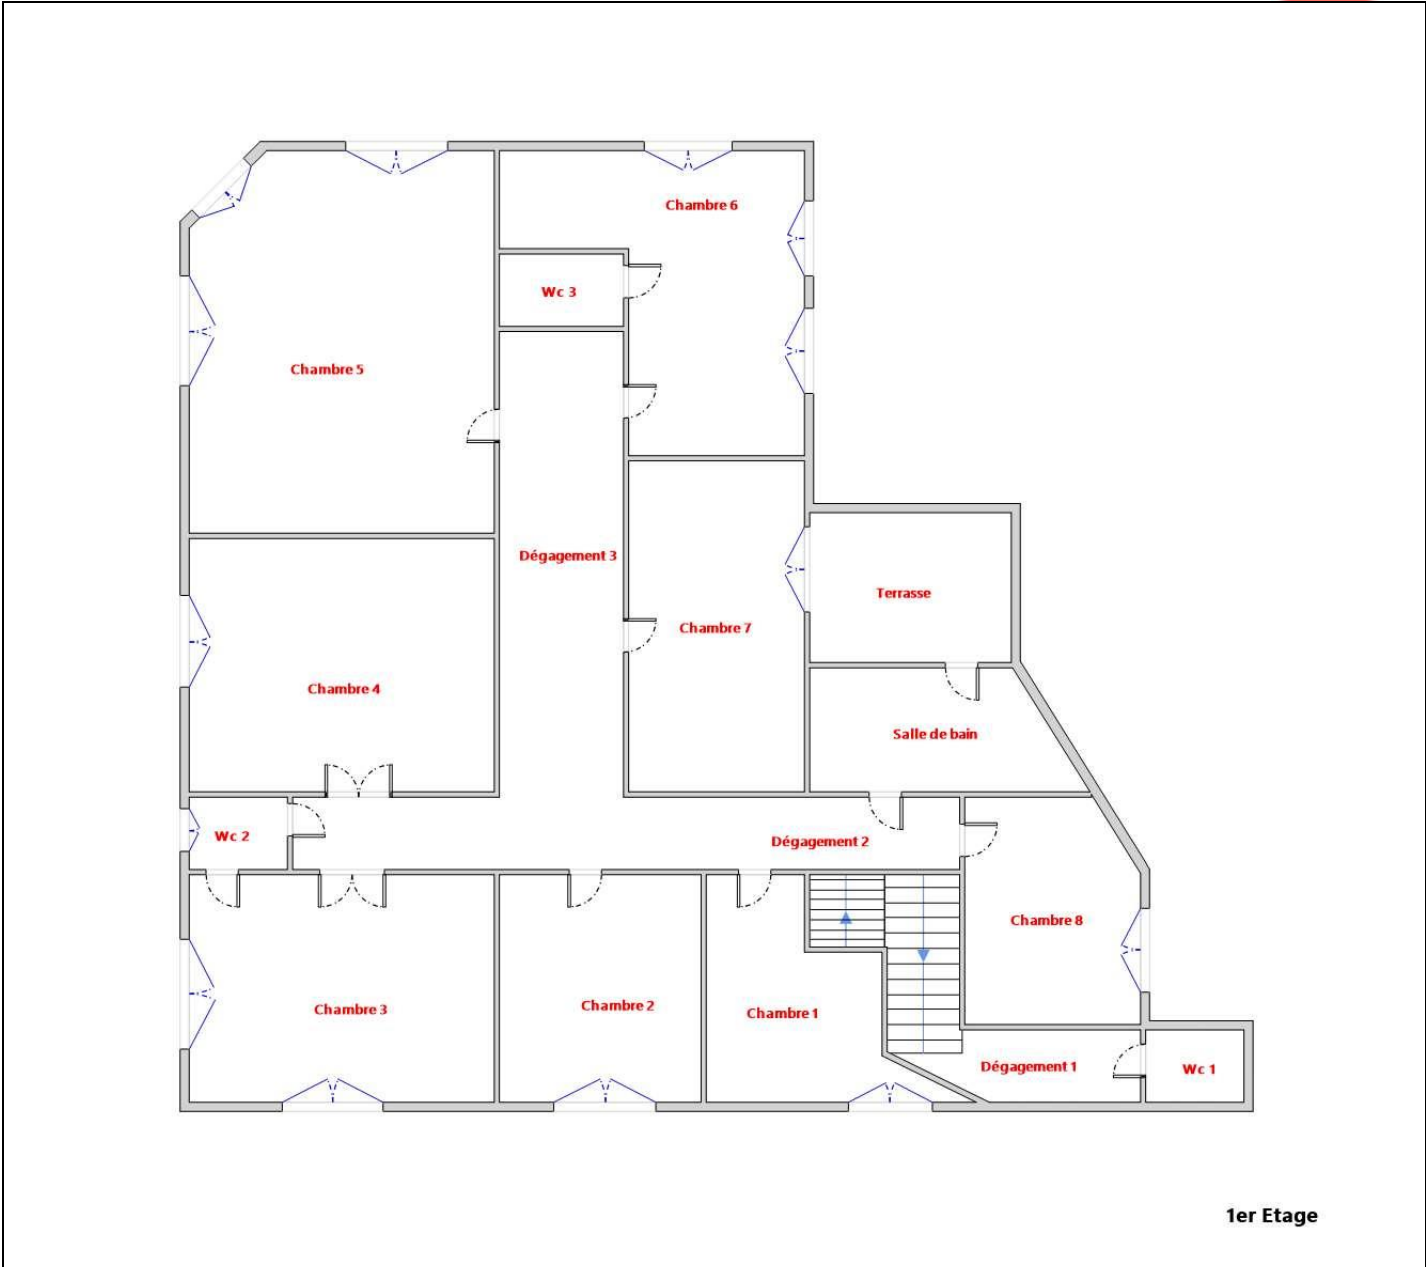 Chambre 6
Wc 3
Chambre 5
Dégagement 3
Terrasse
Chambre 7
Chambre 4
Salle de bain
Wc 2
Dégagement 2
Chambre 8
Chambre 3
Chambre 2
Chambre 1
Dégagement 1
Wc 1
1er Etage